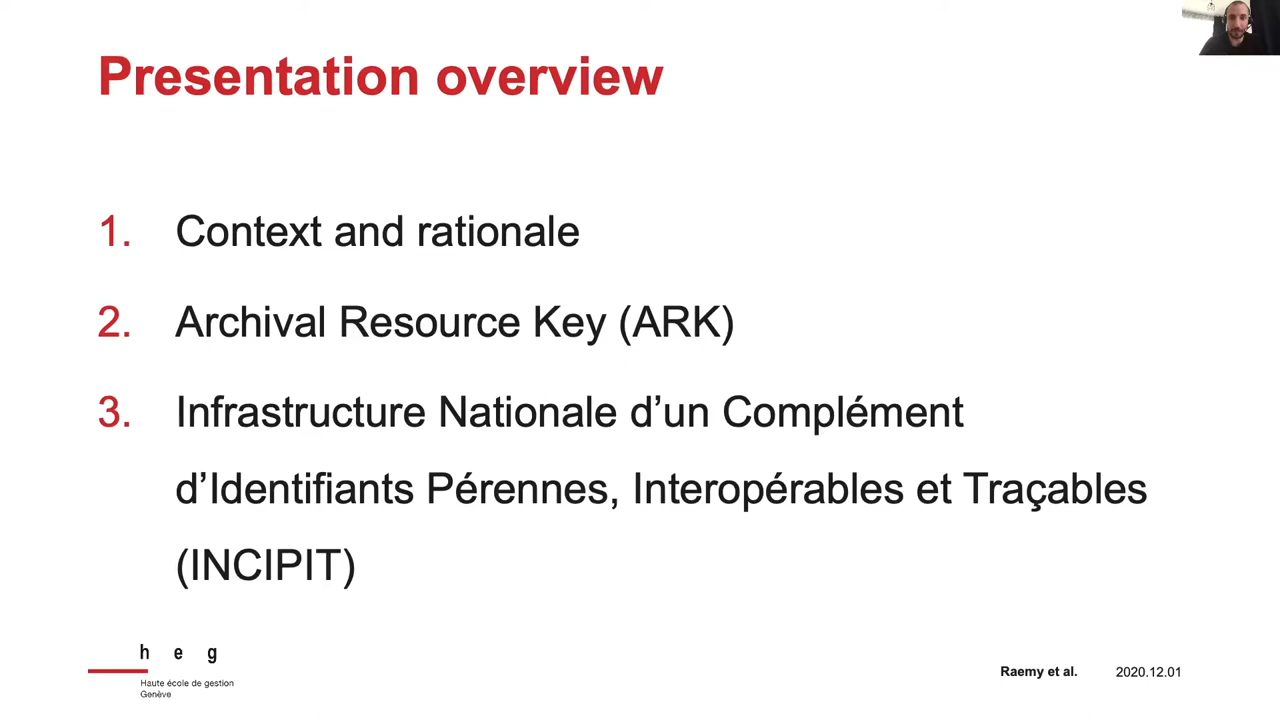 Presentation overview
1. Context and rationale
2. Archival Resource Key (ARK)
3. Infrastructure Nationale d’un Complément
d’Identifiants Pérennes, Interopérables et Traçables
(INCIPIT)
h e g
Haute école de gestion
Genève
Raemy et al. 2020.12.01